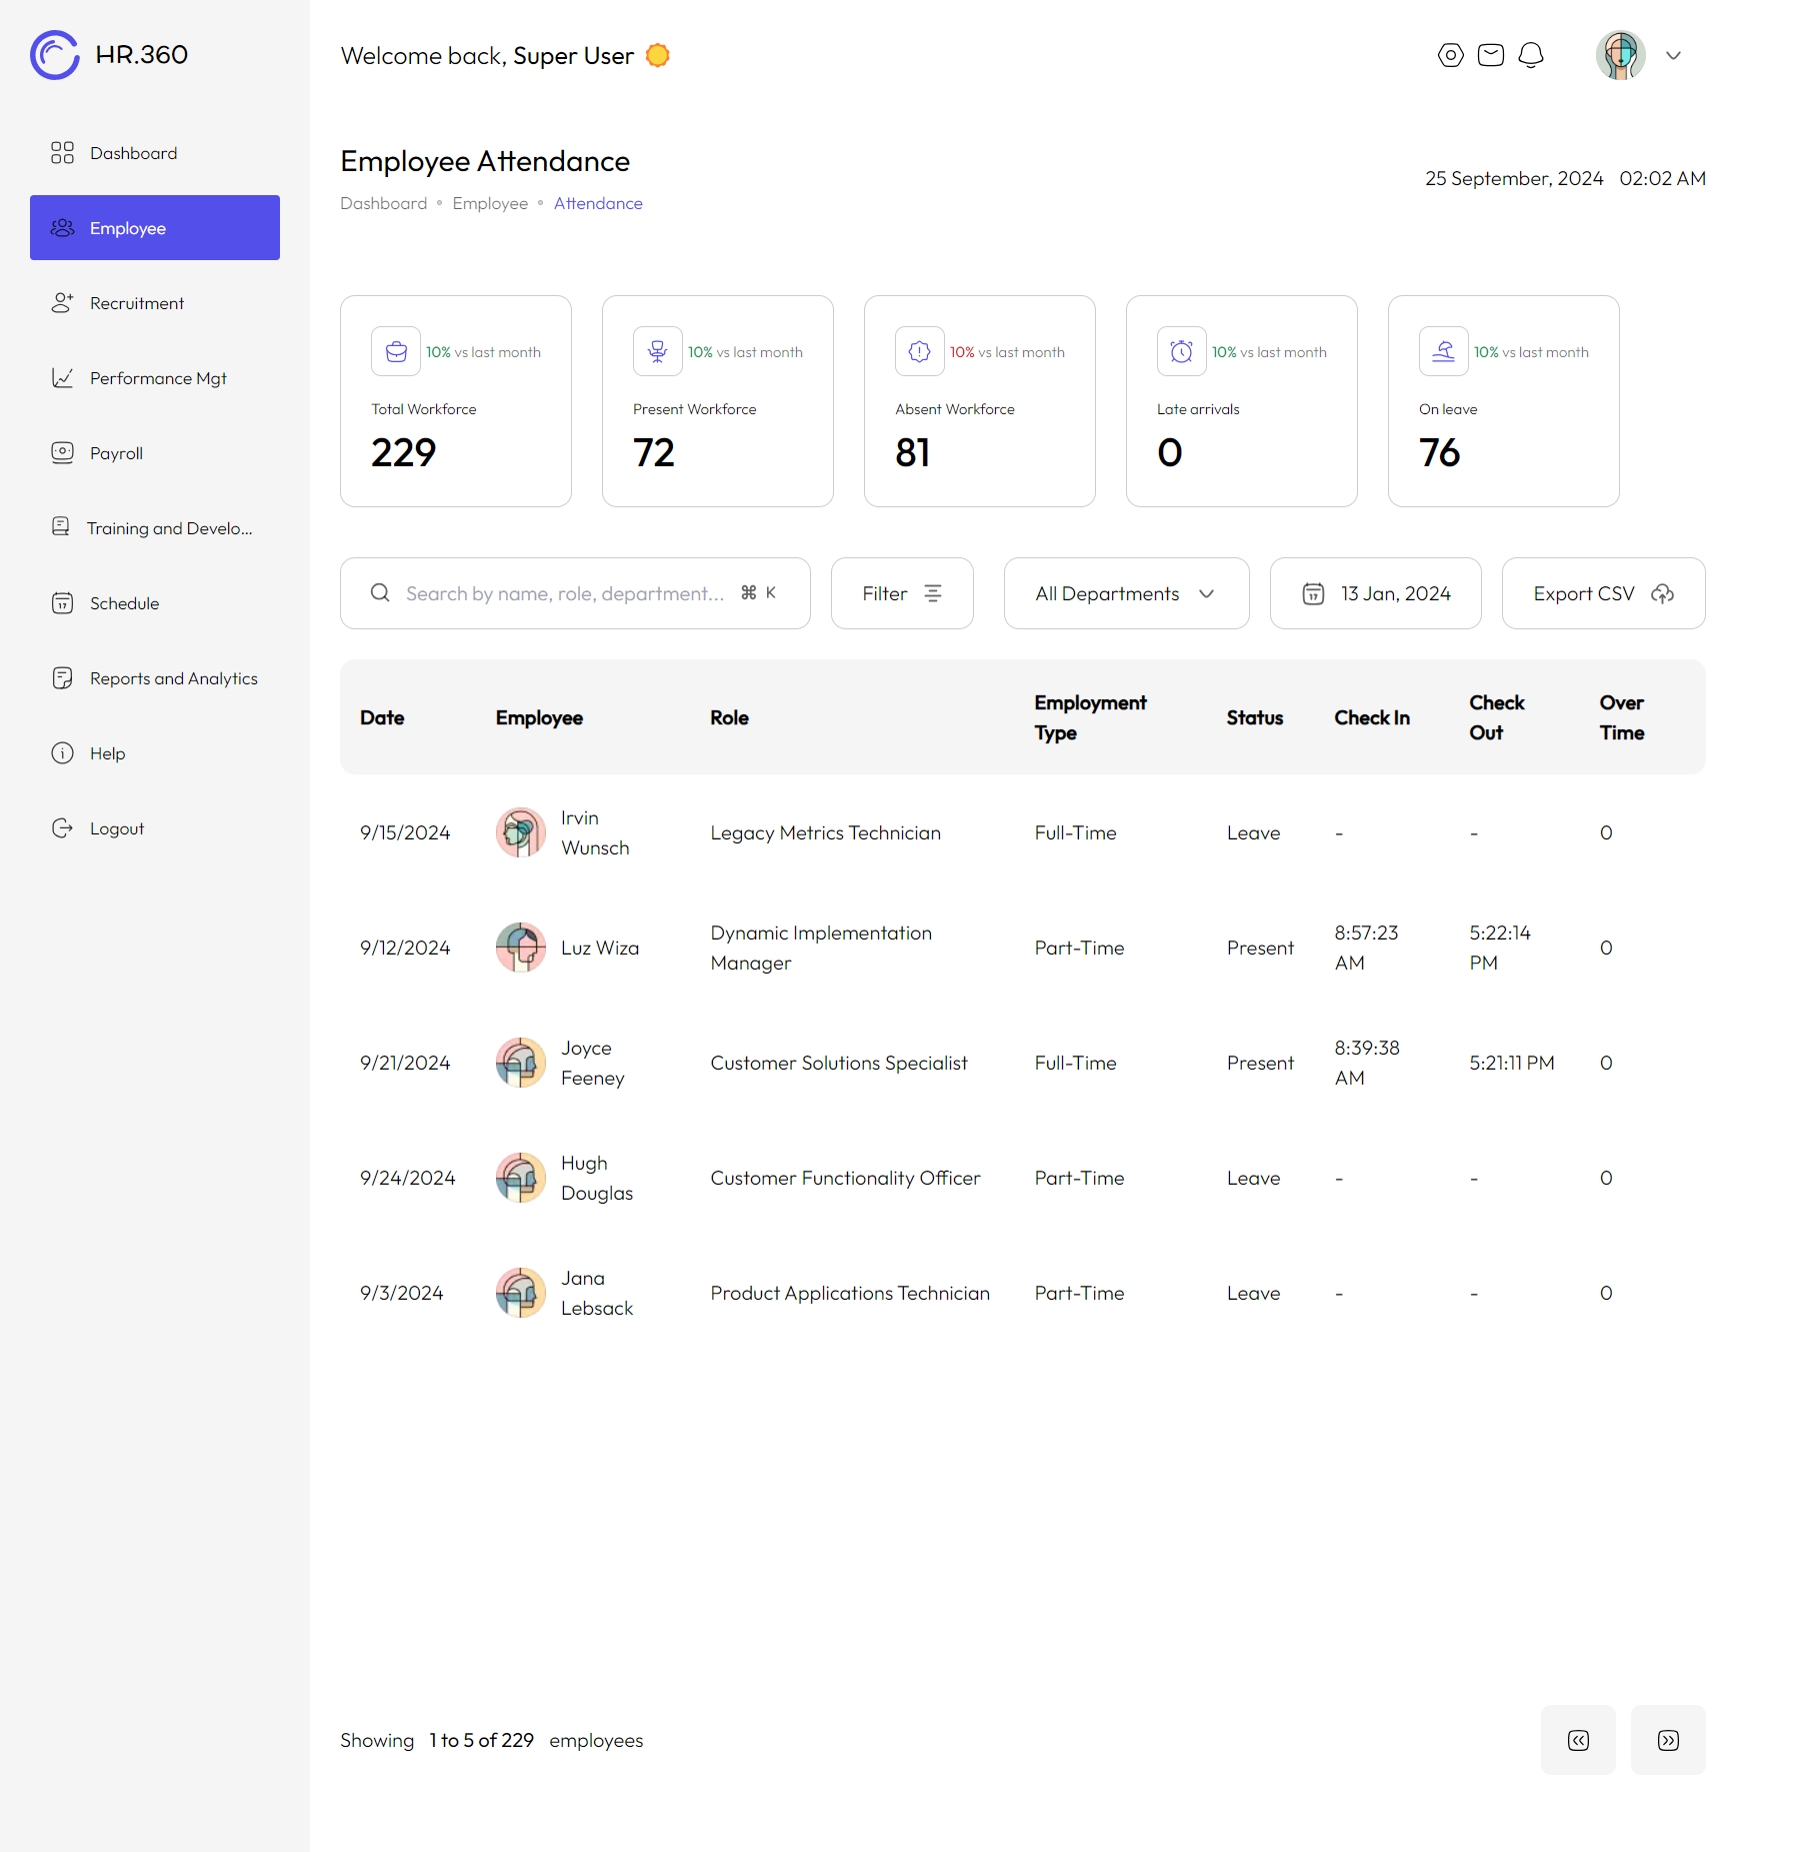 HR.360
Welcome back, Super User
Dashboard
Employee
Recruitment
Performance Mgt
Payroll
Training and Develo...
Schedule
Reports and Analytics
Help
Logout
Employee Attendance
Dashboard Employee Attendance
25 September, 2024 02:02 AM
10% vs last month
Total Workforce
229
10% vs last month
Present Workforce
72
10% vs last month
Absent Workforce
81
10% vs last month
Late arrivals
0
10% vs last month
On leave
76
Search by name, role, department... ⌘ K
Filter
All Departments
17
13 Jan, 2024
Export CSV
Date Employee Role Employment Type Status Check In Check Out Over Time
9/15/2024 Irvin Wunsch Legacy Metrics Technician Full-Time Leave - - 0
9/12/2024 Luz Wiza Dynamic Implementation Manager Part-Time Present 8:57:23 AM 5:22:14 PM 0
9/21/2024 Joyce Feeney Customer Solutions Specialist Full-Time Present 8:39:38 AM 5:21:11 PM 0
9/24/2024 Hugh Douglas Customer Functionality Officer Part-Time Leave - - 0
9/3/2024 Jana Lebsack Product Applications Technician Part-Time Leave - - 0
Showing 1 to 5 of 229 employees